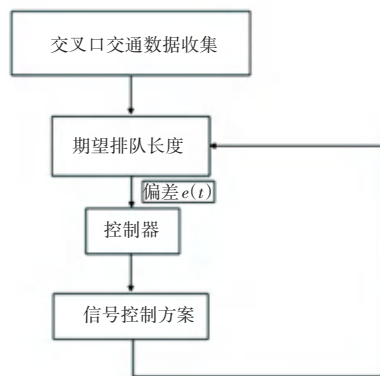 交叉口交通数据收集
期望排队长度
偏差e(t)
控制器
信号控制方案